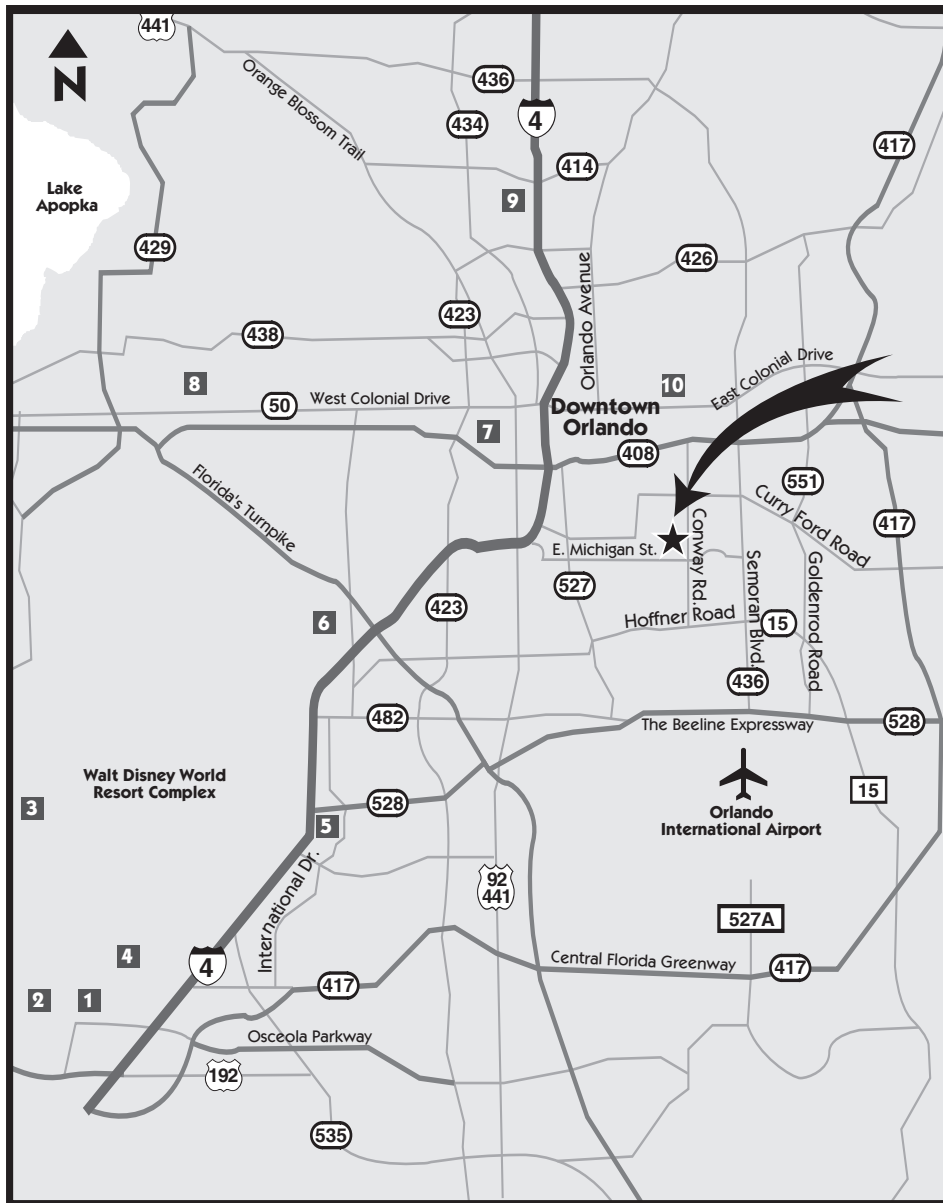 441
N
Orange Blossom Trail
436
434
4
414
417
Lake
Apopka
9
429
426
Orlando Avenue
423
438
8
10
East Colonial Drive
50
West Colonial Drive
Downtown
Orlando
7
408
551
Florida's Turnpike
Curry Ford Road
417
Conway Rd.
E. Michigan St.
Semoran Blvd.
Goldenrod Road
527
423
6
Hoffner Road
15
436
482
The Beeline Expressway
528
Walt Disney World
Resort Complex
3
528
15
5
Orlando
International Airport
International Dr.
92
441
527A
4
4
Central Florida Greenway
417
417
2
1
Osceola Parkway
192
535